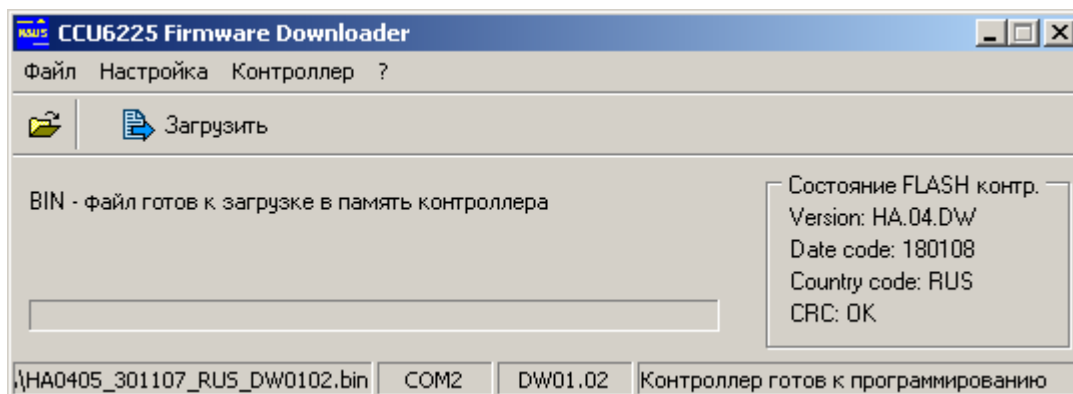 NAUS CCU6225 Firmware Downloader
Файл Настройка Контроллер ?
Загрузить
BIN - файл готов к загрузке в память контроллера
Состояние FLASH контр.
Version: HA.04.DW
Date code: 180108
Country code: RUS
CRC: OK
.\HA0405_301107_RUS_DW0102.bin COM2 DW01.02 Контроллер готов к программированию